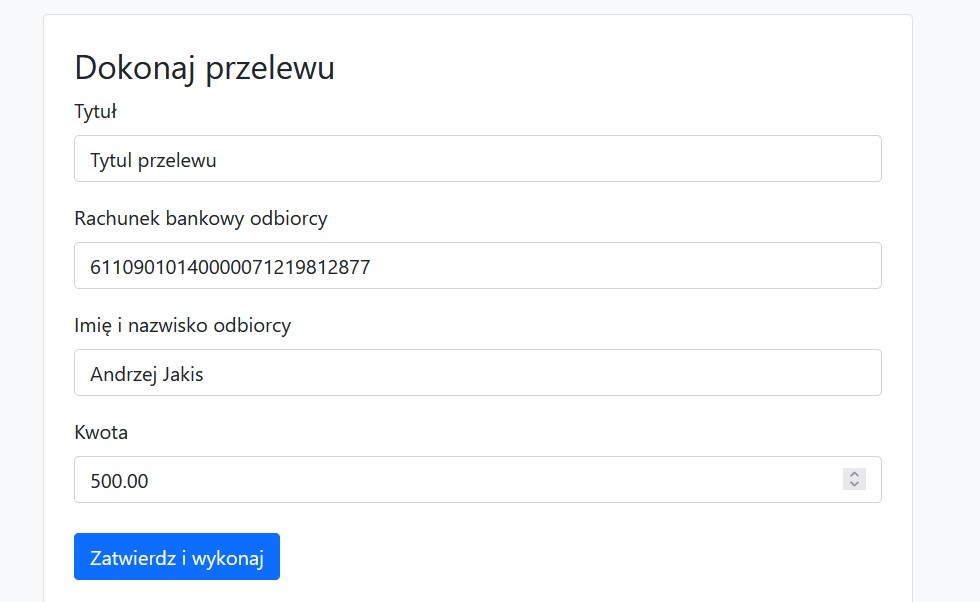 Dokonaj przelewu
Tytuł
Tytul przelewu
Rachunek bankowy odbiorcy
61109010140000071219812877
Imię i nazwisko odbiorcy
Andrzej Jakis
Kwota
500.00
Zatwierdz i wykonaj